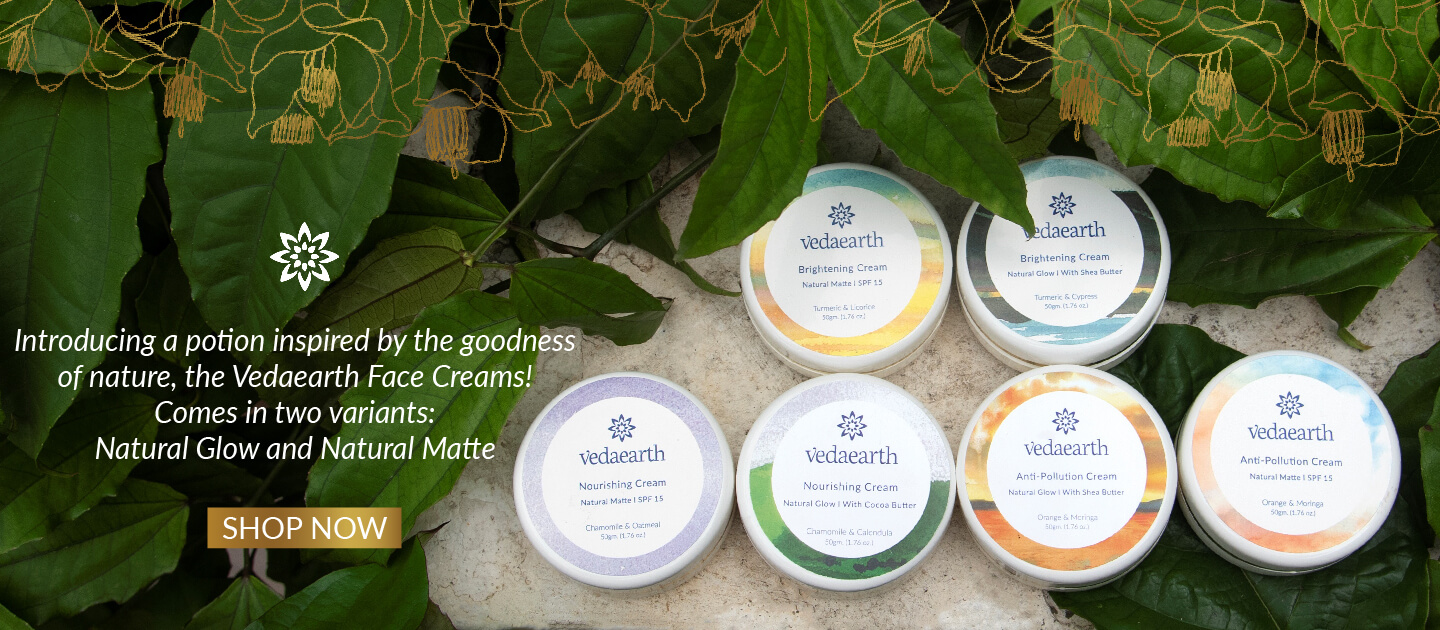 Introducing a potion inspired by the goodness
of nature, the Vedaearth Face Creams!
Comes in two variants:
Natural Glow and Natural Matte
SHOP NOW
vedaearth
Brightening Cream
Natural Matte | SPF 15
Turmeric & Licorice
50gm. (1.76 oz.)
vedaearth
Brightening Cream
Natural Glow | With Shea Butter
Turmeric & Cypress
50gm. (1.76 oz.)
vedaearth
Nourishing Cream
Natural Matte | SPF 15
Chamomile & Oatmeal
50gm. (1.76 oz.)
vedaearth
Nourishing Cream
Natural Glow | With Cocoa Butter
Chamomile & Calendula
50gm. (1.76 oz.)
vedaearth
Anti-Pollution Cream
Natural Glow | With Shea Butter
Orange & Moringa
50gm. (1.76 oz.)
vedaearth
Anti-Pollution Cream
Natural Matte | SPF 15
Orange & Moringa
50gm. (1.76 oz.)